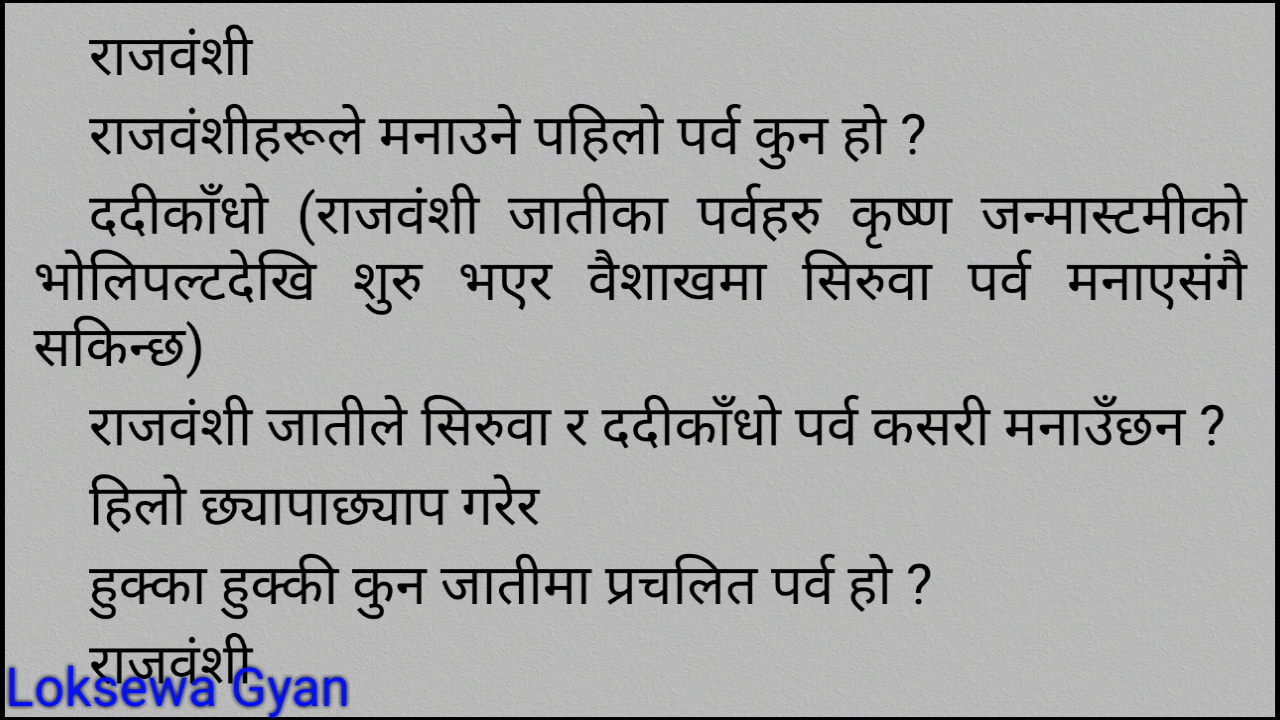 राजवंशी
राजवंशीहरूले मनाउने पहिलो पर्व कुन हो ?
ददीकाँधो (राजवंशी जातीका पर्वहरु कृष्ण जन्मास्टमीको
भोलिपल्टदेखि शुरु भएर वैशाखमा सिरुवा पर्व मनाएसंगै
सकिन्छ)
राजवंशी जातीले सिरुवा र ददीकाँधो पर्व कसरी मनाउँछन ?
हिलो छ्यापाछ्याप गरेर
हुक्का हुक्की कुन जातीमा प्रचलित पर्व हो ?
राजवंशी
Loksewa Gyan